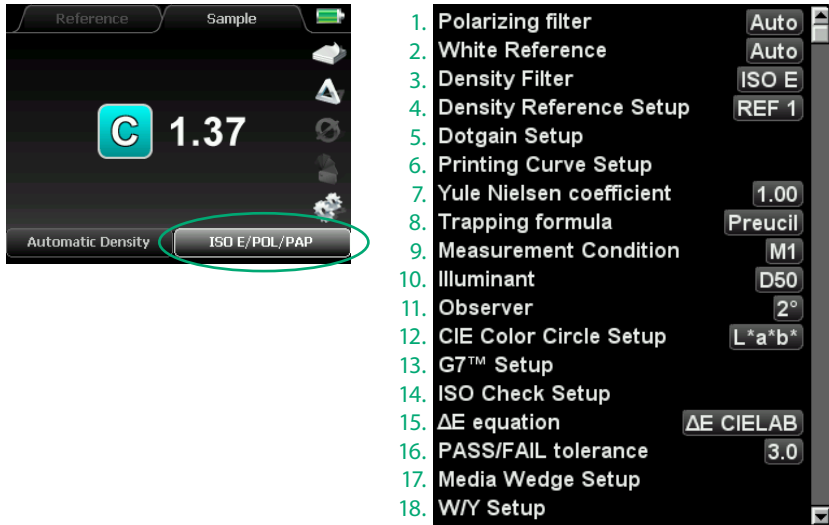 Reference Sample
C 1.37
Automatic Density ISO E/POL/PAP
1. Polarizing filter Auto
2. White Reference Auto
3. Density Filter ISO E
4. Density Reference Setup REF 1
5. Dotgain Setup
6. Printing Curve Setup
7. Yule Nielsen coefficient 1.00
8. Trapping formula Preucil
9. Measurement Condition M1
10. Illuminant D50
11. Observer 2°
12. CIE Color Circle Setup L*a*b*
13. G7™ Setup
14. ISO Check Setup
15. ΔE equation ΔE CIELAB
16. PASS/FAIL tolerance 3.0
17. Media Wedge Setup
18. W/Y Setup